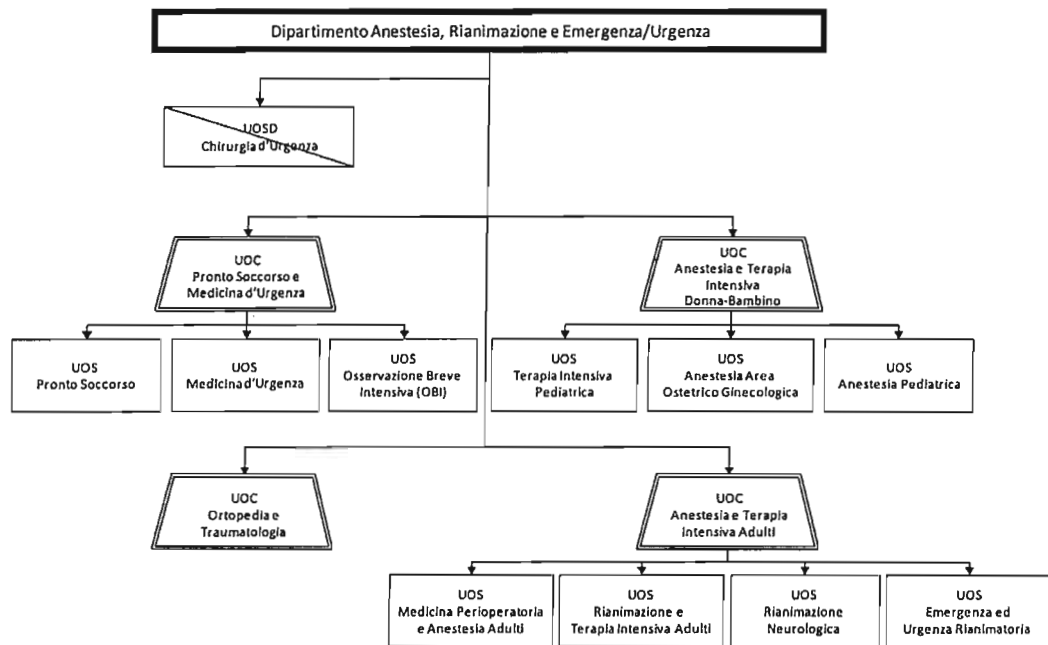 Dipartimento Anestesia, Rianimazione e Emergenza/Urgenza
UOSD
Chirurgia d'Urgenza
UOC
Pronto Soccorso e
Medicina d'Urgenza
UOC
Anestesia e Terapia
Intensiva
Donna-Bambino
UOS
Pronto Soccorso
UOS
Medicina d'Urgenza
UOS
Osservazione Breve
Intensiva (OBI)
UOS
Terapia Intensiva
Pediatrica
UOS
Anestesia Area
Ostetrico Ginecologica
UOS
Anestesia Pediatrica
UOC
Ortopedia e
Traumatologia
UOC
Anestesia e Terapia
Intensiva Adulti
UOS
Medicina Perioperatoria
e Anestesia Adulti
UOS
Rianimazione e
Terapia Intensiva Adulti
UOS
Rianimazione
Neurologica
UOS
Emergenza ed
Urgenza Rianimatoria